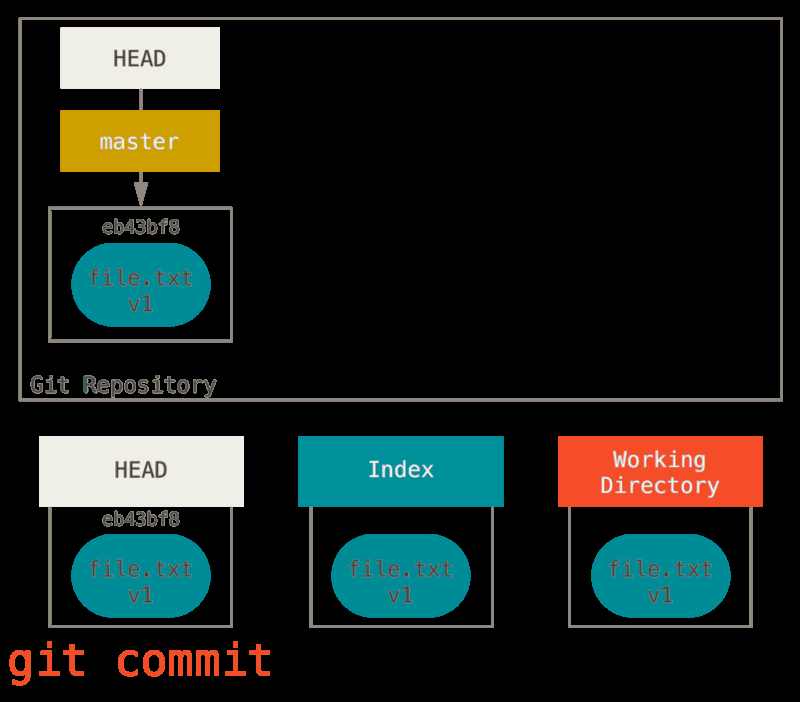 HEAD
master
eb43bf8
file.txt
v1
Git Repository
HEAD
Index
Working
Directory
eb43bf8
file.txt
v1
file.txt
v1
file.txt
v1
git commit